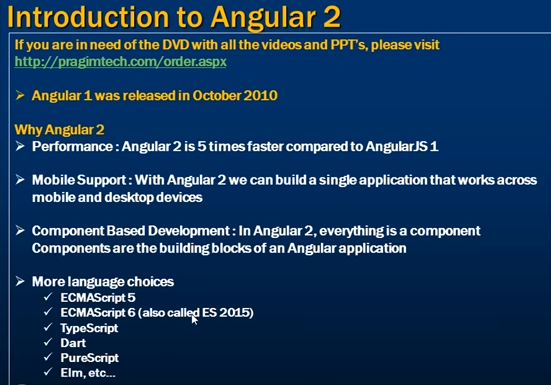 Introduction to Angular 2
If you are in need of the DVD with all the videos and PPT's, please visit
http://pragimtech.com/order.aspx
➢ Angular 1 was released in October 2010
Why Angular 2
➢ Performance : Angular 2 is 5 times faster compared to AngularJS 1
➢ Mobile Support : With Angular 2 we can build a single application that works across
mobile and desktop devices
➢ Component Based Development : In Angular 2, everything is a component
Components are the building blocks of an Angular application
➢ More language choices
✓ ECMAScript 5
✓ ECMAScript 6 (also called ES 2015)
✓ TypeScript
✓ Dart
✓ PureScript
✓ Elm, etc...